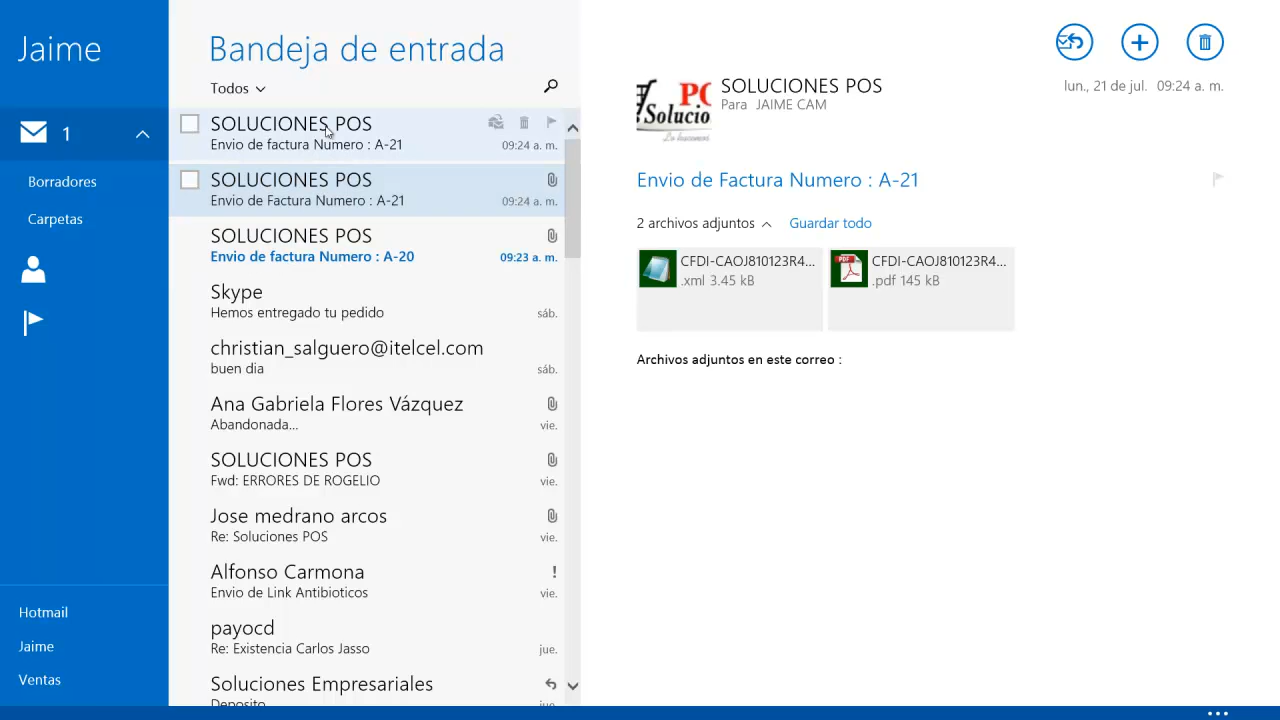 Jaime
1
Borradores
Carpetas
Hotmail
Jaime
Ventas
Bandeja de entrada
Todos
SOLUCIONES POS
Envio de factura Numero : A-21 09:24 a. m.
SOLUCIONES POS
Envio de Factura Numero : A-21 09:24 a. m.
SOLUCIONES POS
Envio de factura Numero : A-20 09:23 a. m.
Skype
Hemos entregado tu pedido sáb.
christian_salguero@itelcel.com
buen dia sáb.
Ana Gabriela Flores Vázquez
Abandonada... vie.
SOLUCIONES POS
Fwd: ERRORES DE ROGELIO vie.
Jose medrano arcos
Re: Soluciones POS vie.
Alfonso Carmona !
Envio de Link Antibioticos vie.
payocd
Re: Existencia Carlos Jasso jue.
Soluciones Empresariales
Deposito jue.
SOLUCIONES POS
Para JAIME CAM
lun., 21 de jul. 09:24 a. m.
Envio de Factura Numero : A-21
2 archivos adjuntos Guardar todo
CFDI-CAOJ810123R4...
.xml 3.45 kB
PDF
CFDI-CAOJ810123R4...
.pdf 145 kB
Archivos adjuntos en este correo :